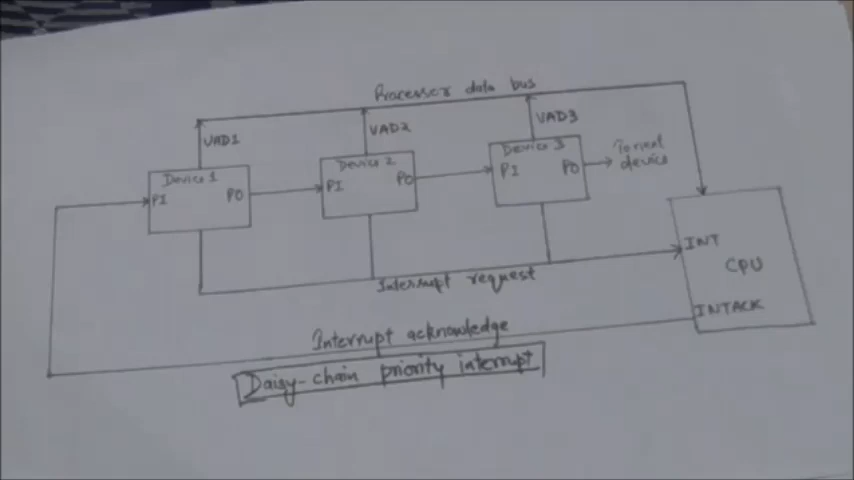 Processer data bus
VAD1
VAD2
VAD3
Device 1
PI
PO
Device 2
PI
PO
Device 3
PI
PO
To next
device
INT
CPU
INTACK
Interrupt request
Interrupt acknowledge
Daisy-chain priority interrupt